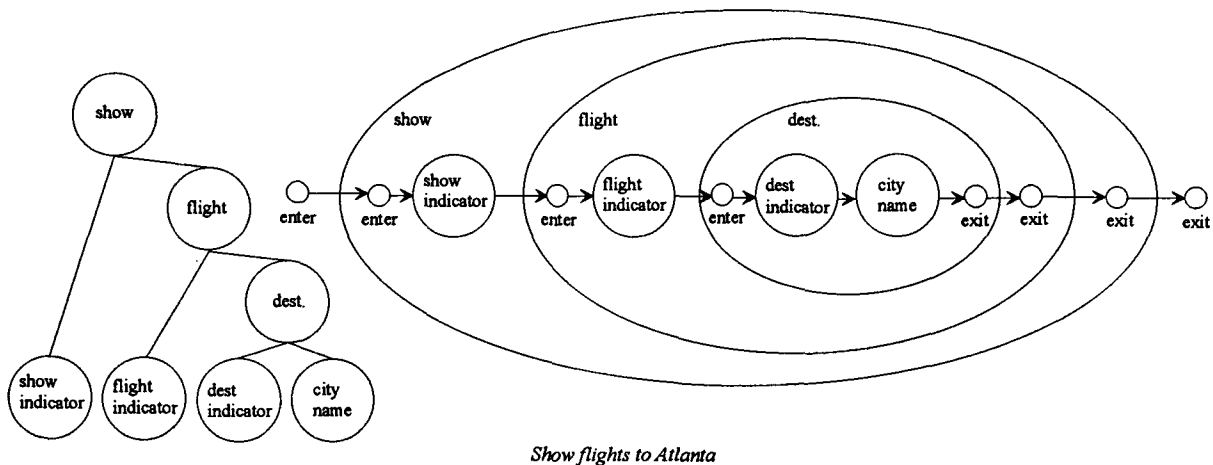 show
flight
dest.
show
indicator
flight
indicator
dest
indicator
city
name
show
flight
dest.
enter
enter
show
indicator
enter
flight
indicator
enter
dest
indicator
city
name
exit
exit
exit
exit
Show flights to Atlanta